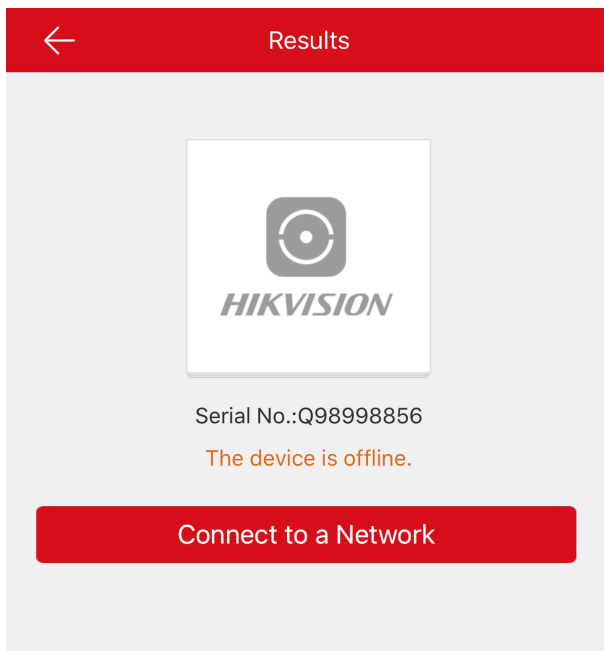 Results
HIKVISION
Serial No.:Q98998856
The device is offline.
Connect to a Network